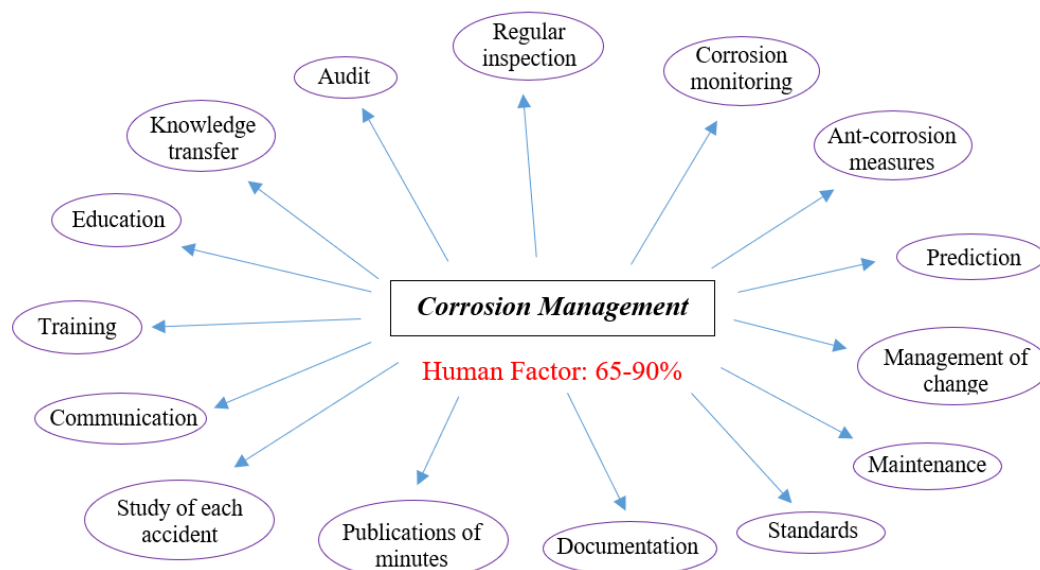 Regular
inspection
Corrosion
monitoring
Audit
Knowledge
transfer
Ant-corrosion
measures
Education
Prediction
Corrosion Management
Training
Management of
change
Human Factor: 65-90%
Communication
Maintenance
Study of each
accident
Publications of
minutes
Documentation
Standards